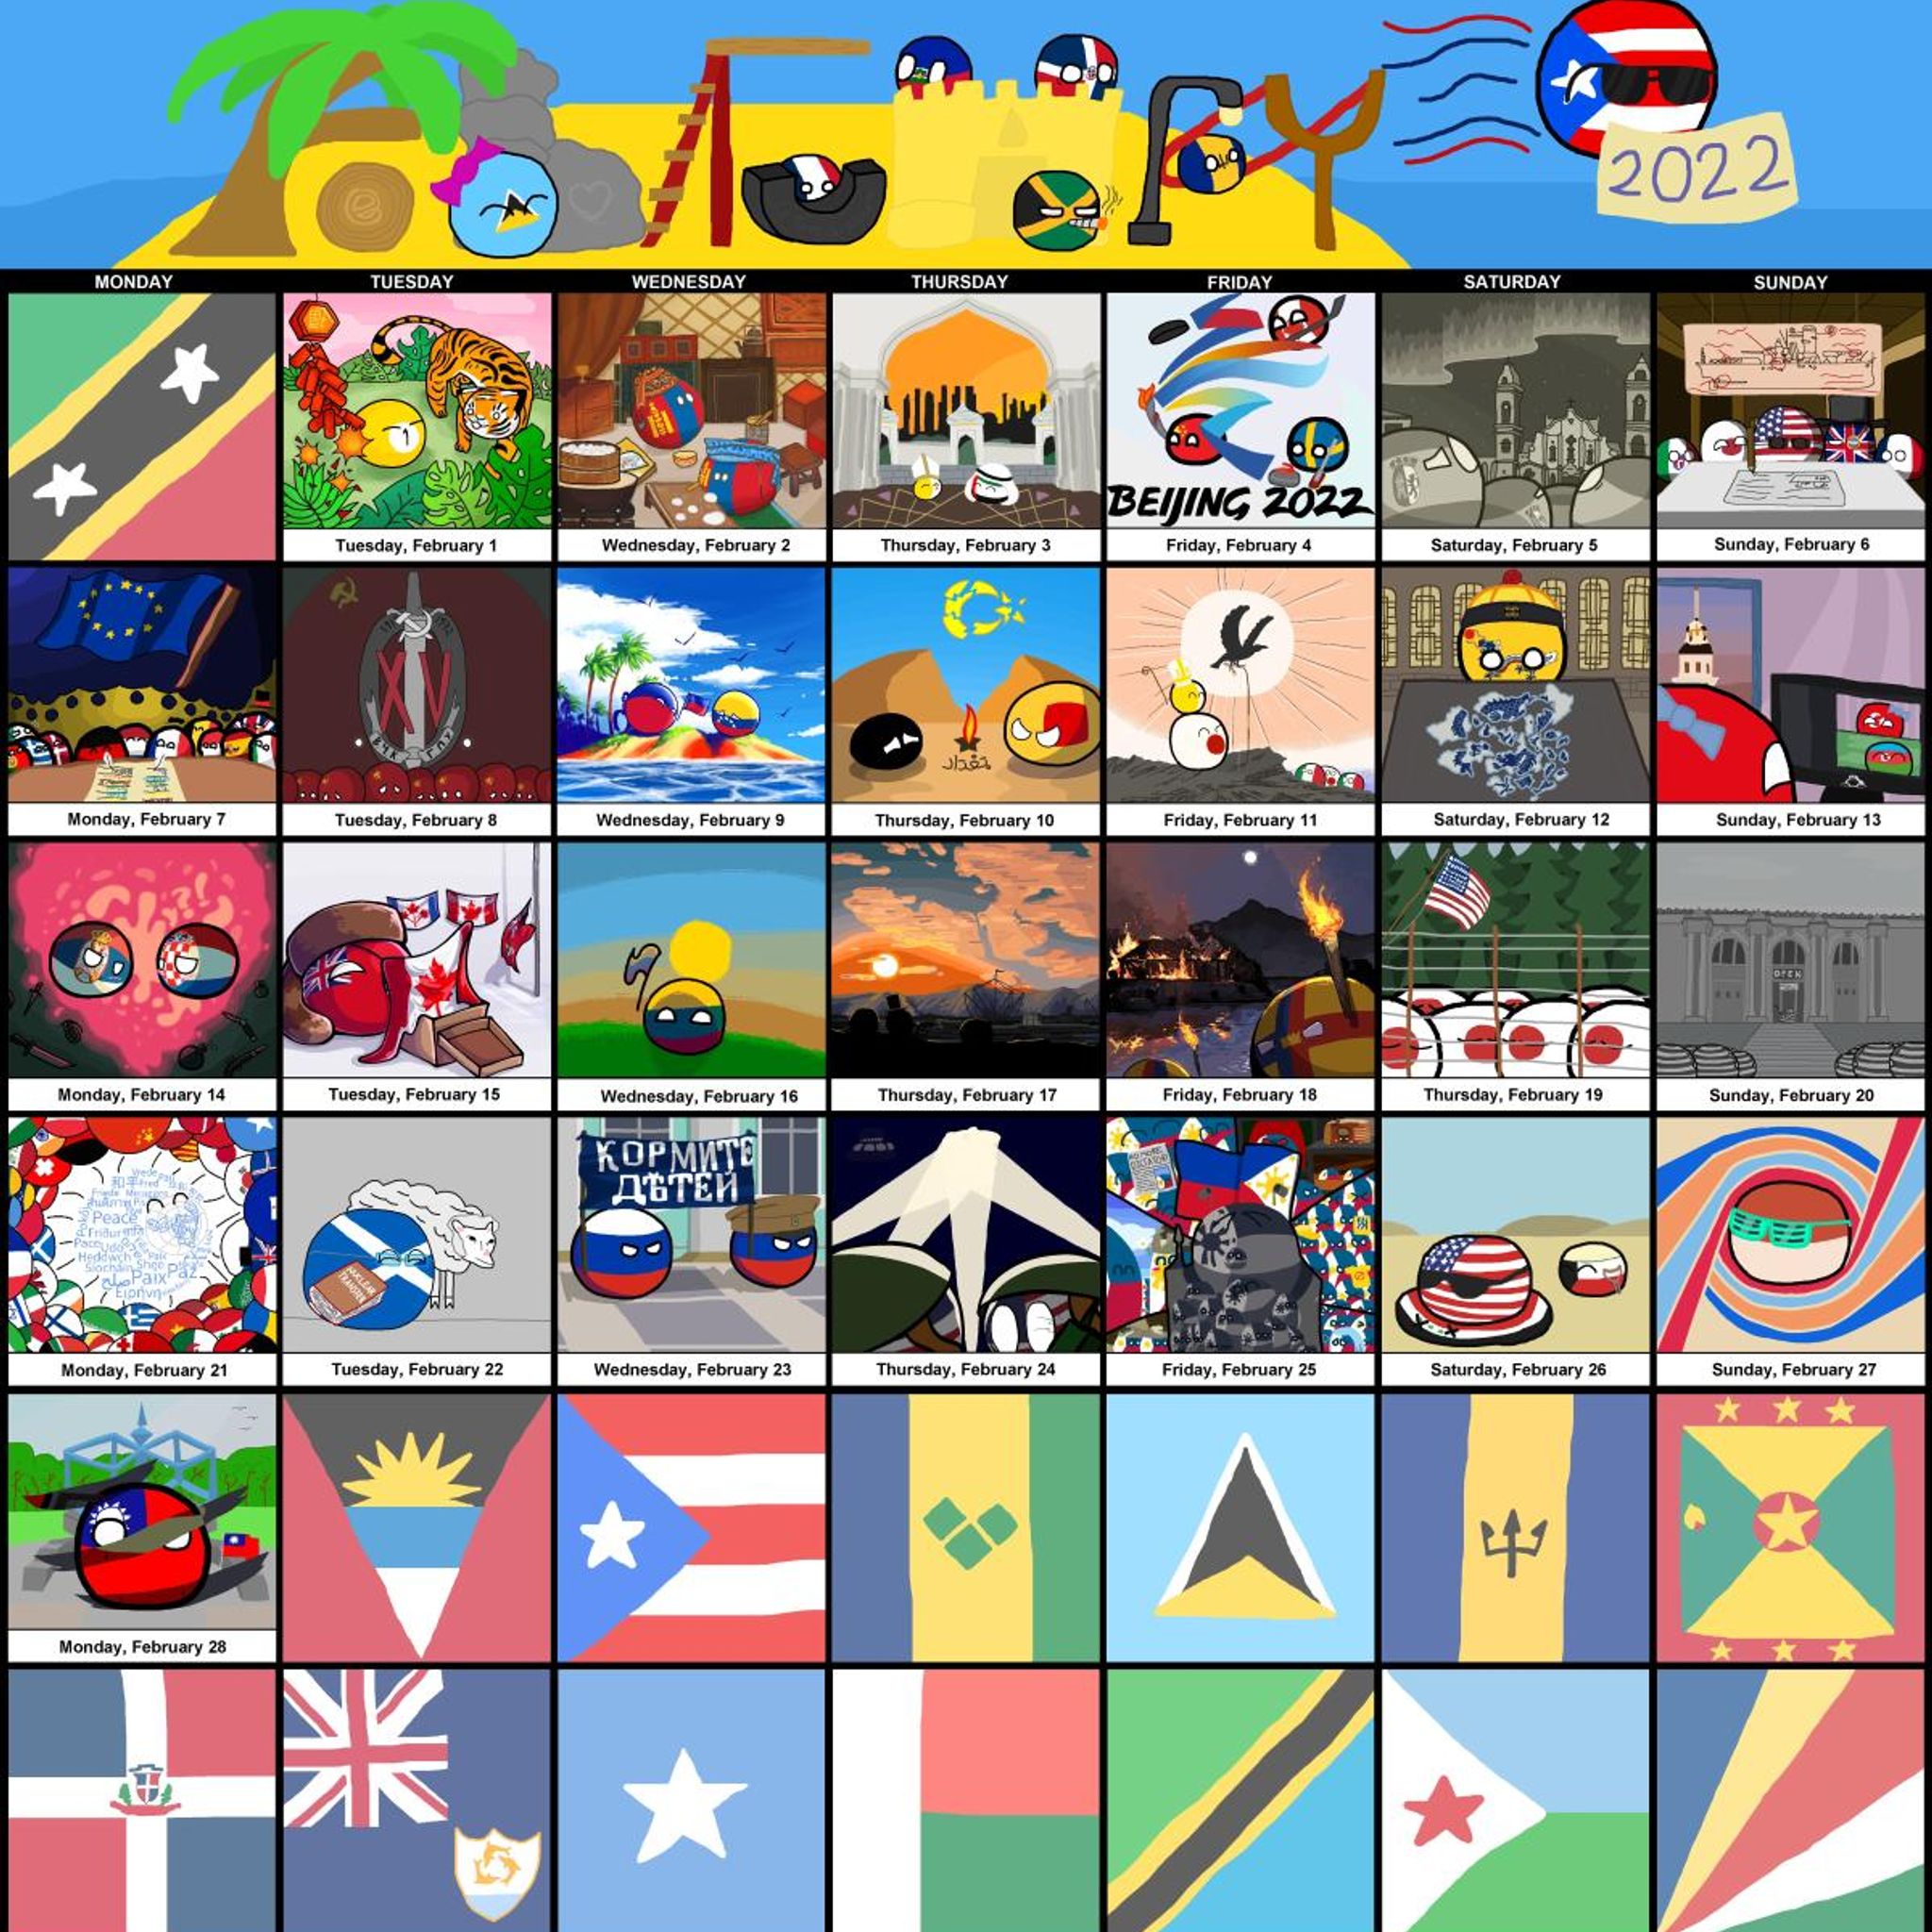 e
2022
MONDAY
TUESDAY
WEDNESDAY
THURSDAY
FRIDAY
SATURDAY
SUNDAY
BEIJING 2022
Tuesday, February 1
Wednesday, February 2
Thursday, February 3
Friday, February 4
Saturday, February 5
Sunday, February 6
XV
Monday, February 7
Tuesday, February 8
Wednesday, February 9
Thursday, February 10
Friday, February 11
Saturday, February 12
Sunday, February 13
OPEN
Monday, February 14
Tuesday, February 15
Wednesday, February 16
Thursday, February 17
Friday, February 18
Thursday, February 19
Sunday, February 20
和平
Peace
Paix
Paz
NUCLEAR
TRANSFER
КОРМИТЕ
ДѢТЕЙ
Monday, February 21
Tuesday, February 22
Wednesday, February 23
Thursday, February 24
Friday, February 25
Saturday, February 26
Sunday, February 27
Monday, February 28